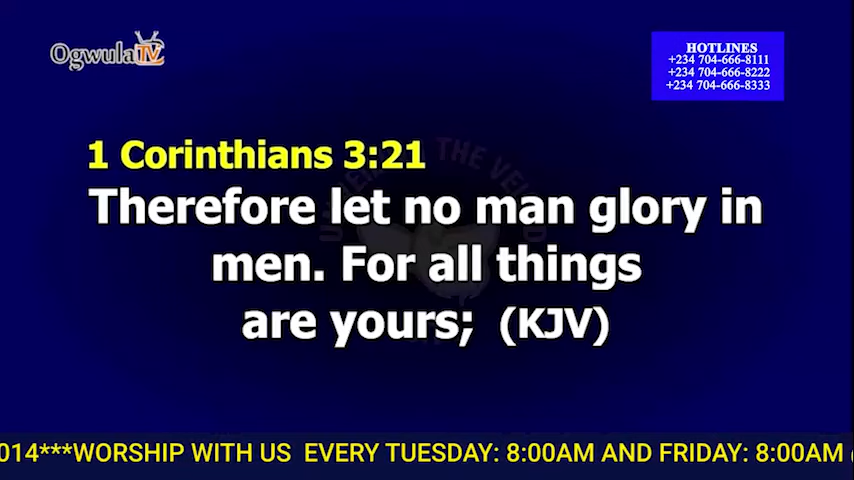 OgwulaTV
HOTLINES
+234 704-666-8111
+234 704-666-8222
+234 704-666-8333
1 Corinthians 3:21
Therefore let no man glory in
men. For all things
are yours; (KJV)
014***WORSHIP WITH US EVERY TUESDAY: 8:00AM AND FRIDAY: 8:00AM